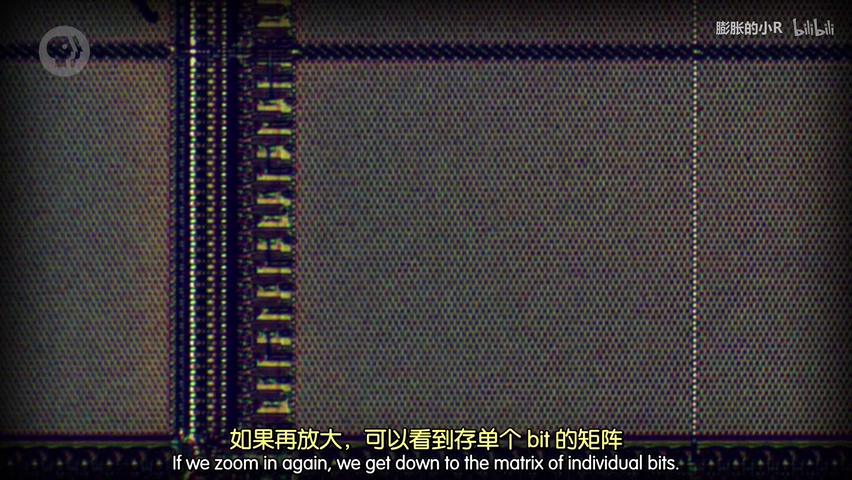 膨胀的小R bilibili
如果再放大，可以看到存单个 bit 的矩阵
If we zoom in again, we get down to the matrix of individual bits.